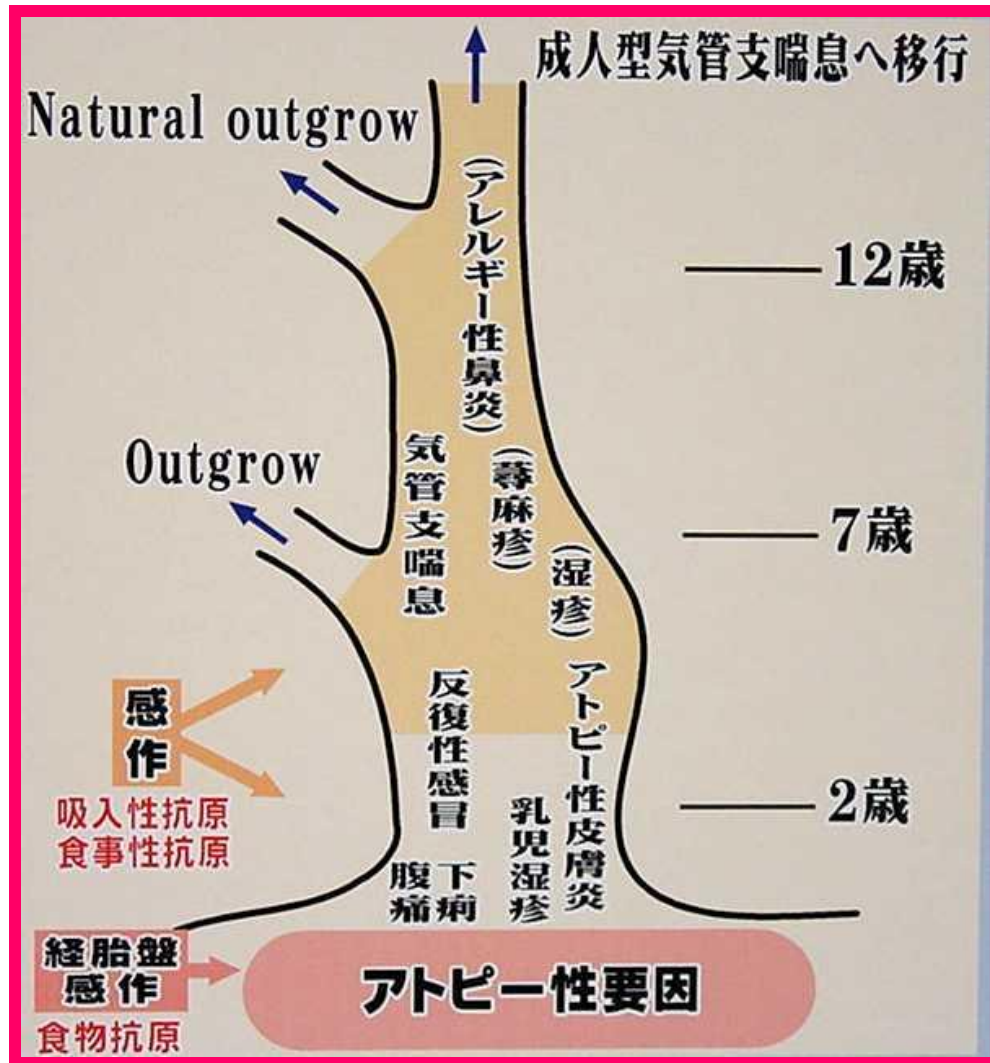 成人型気管支喘息へ移行
Natural outgrow
(アレルギー性鼻炎)
12歳
Outgrow
気管支喘息
(蕁麻疹)
(湿疹)
7歳
感作
吸入性抗原
食事性抗原
反復性感冒
アトピー性皮膚炎
乳児湿疹
2歳
下痢
腹痛
経胎盤
感作
食物抗原
アトピー性要因